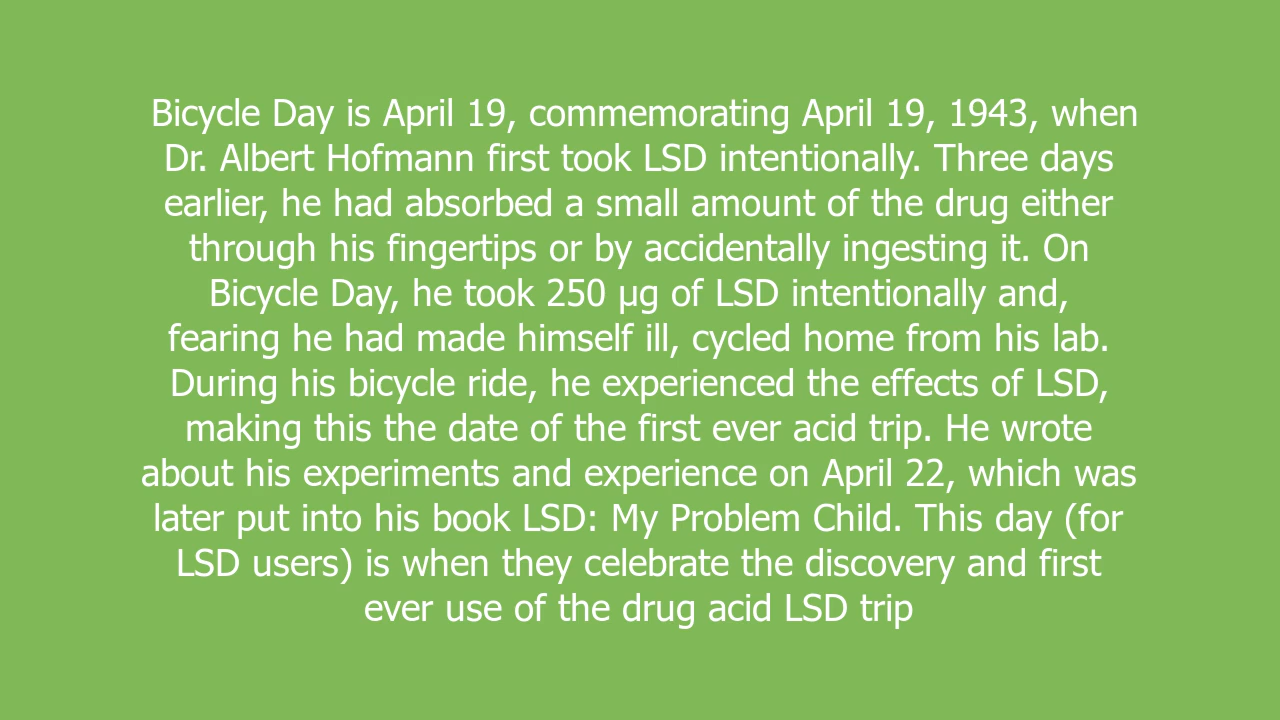 Bicycle Day is April 19, commemorating April 19, 1943, when
Dr. Albert Hofmann first took LSD intentionally. Three days
earlier, he had absorbed a small amount of the drug either
through his fingertips or by accidentally ingesting it. On
Bicycle Day, he took 250 µg of LSD intentionally and,
fearing he had made himself ill, cycled home from his lab.
During his bicycle ride, he experienced the effects of LSD,
making this the date of the first ever acid trip. He wrote
about his experiments and experience on April 22, which was
later put into his book LSD: My Problem Child. This day (for
LSD users) is when they celebrate the discovery and first
ever use of the drug acid LSD trip